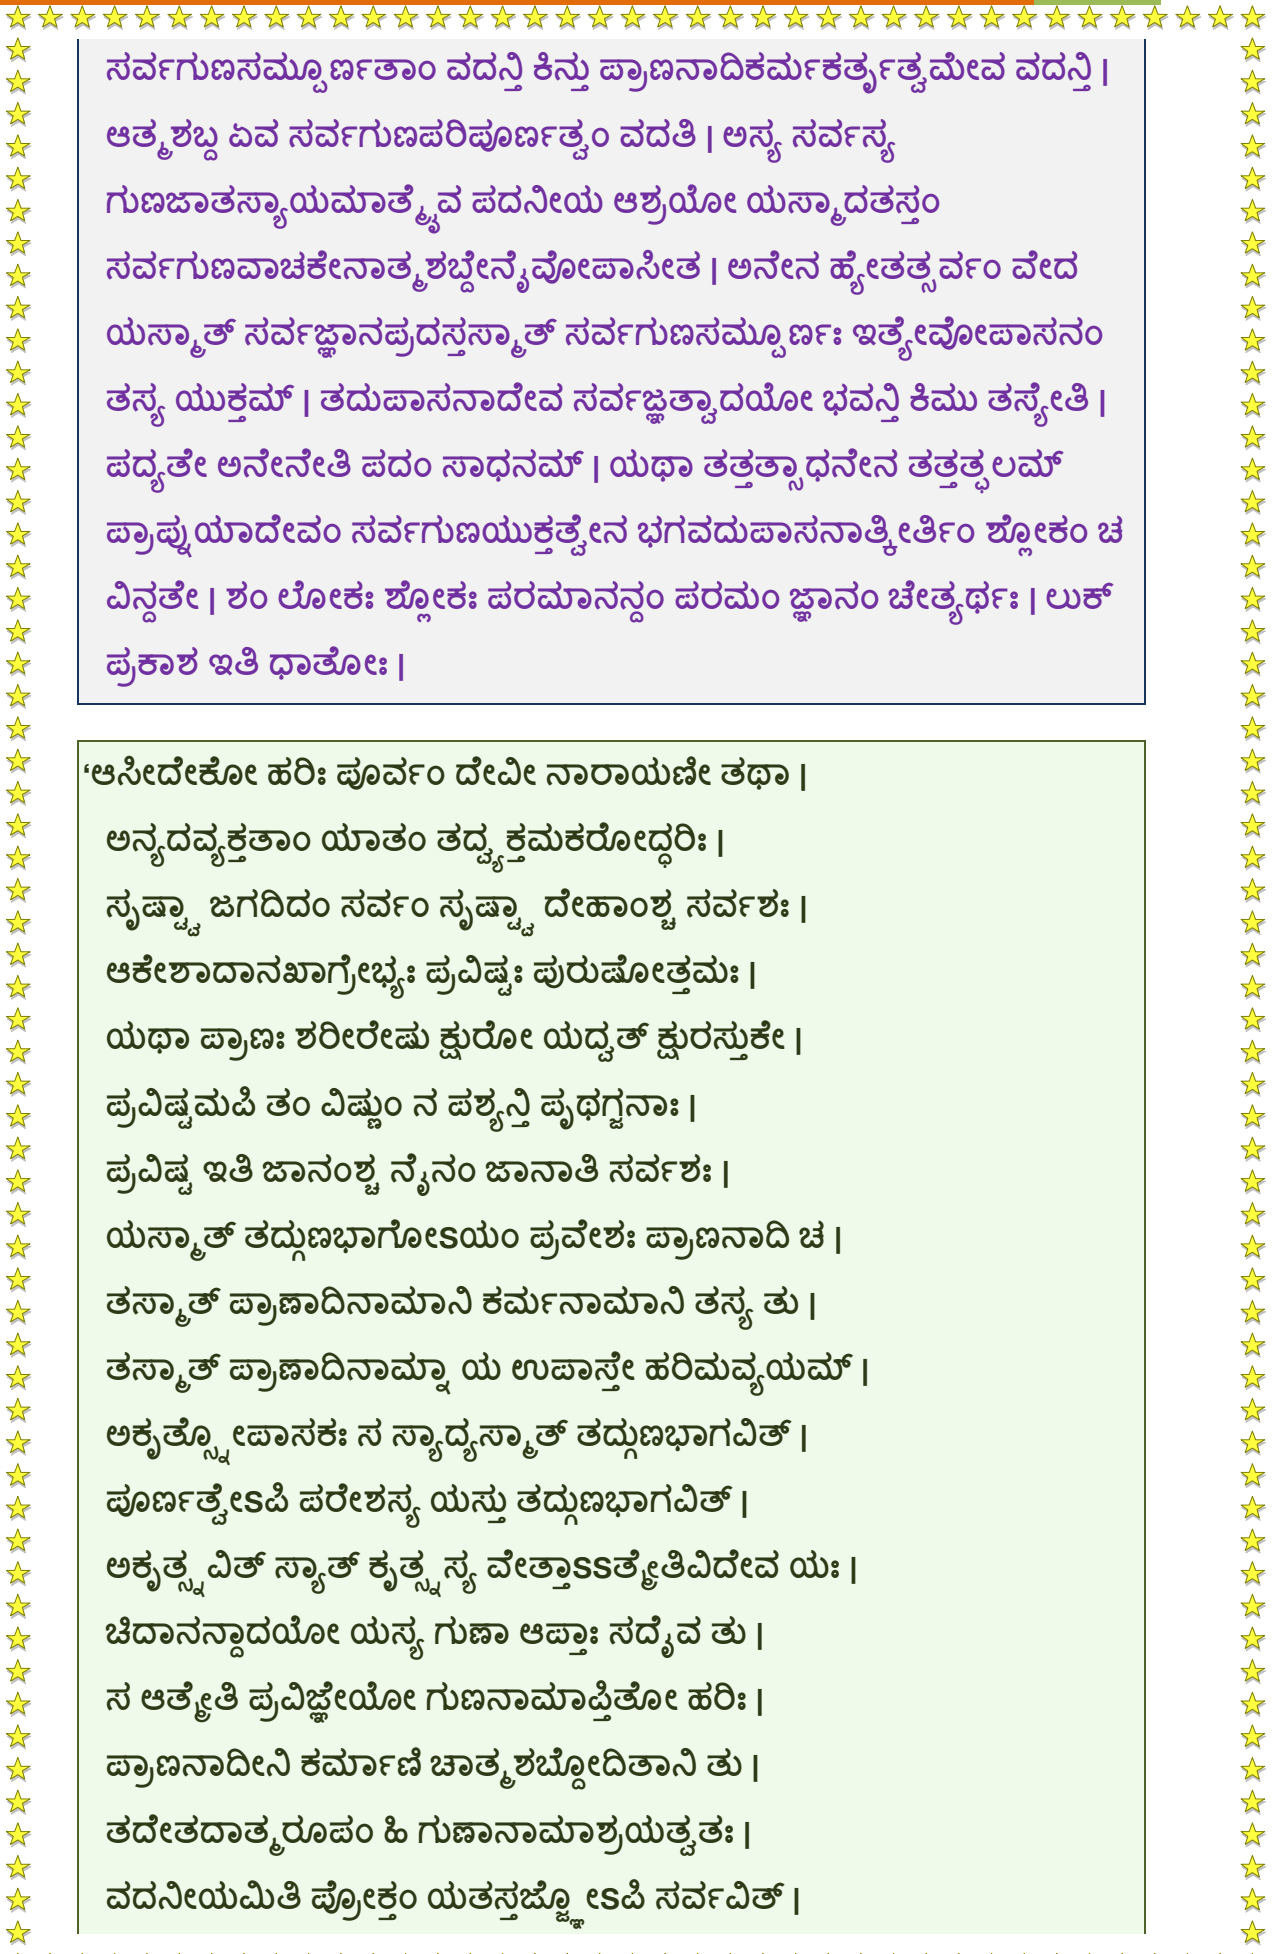 ಸರ್ವಗುಣಸಮ್ಪೂರ್ಣತಾಂ ವದನ್ತಿ ಕಿನ್ತು ಪ್ರಾಣನಾದಿಕರ್ಮಕರ್ತೃತ್ವಮೇವ ವದನ್ತಿ |
ಆತ್ಮಶಬ್ದ ಏವ ಸರ್ವಗುಣಪರಿಪೂರ್ಣತ್ವಂ ವದತಿ | ಅಸ್ಯ ಸರ್ವಸ್ಯ
ಗುಣಜಾತಸ್ಯಾಯಮಾತ್ಮೈವ ಪದನೀಯ ಆಶ್ರಯೋ ಯಸ್ಮಾದತಸ್ತಂ
ಸರ್ವಗುಣವಾಚಕೇನಾತ್ಮಶಬ್ದೇನೈವೋಪಾಸೀತ | ಅನೇನ ಹ್ಯೇತತ್ಸರ್ವಂ ವೇದ
ಯಸ್ಮಾತ್ ಸರ್ವಜ್ಞಾನಪ್ರದಸ್ತಸ್ಮಾತ್ ಸರ್ವಗುಣಸಮ್ಪೂರ್ಣಃ ಇತ್ಯೇವೋಪಾಸನಂ
ತಸ್ಯ ಯುಕ್ತಮ್ | ತದುಪಾಸನಾದೇವ ಸರ್ವಜ್ಞತ್ವಾದಯೋ ಭವನ್ತಿ ಕಿಮು ತಸ್ಯೇತಿ |
ಪದ್ಯತೇ ಅನೇನೇತಿ ಪದಂ ಸಾಧನಮ್ | ಯಥಾ ತತ್ತತ್ಸಾಧನೇನ ತತ್ತತ್ಫಲಮ್
ಪ್ರಾಪ್ನುಯಾದೇವಂ ಸರ್ವಗುಣಯುಕ್ತತ್ವೇನ ಭಗವದುಪಾಸನಾತ್ಕೀರ್ತಿಂ ಶ್ಲೋಕಂ ಚ
ವಿನ್ದತೇ | ಶಂ ಲೋಕಃ ಶ್ಲೋಕಃ ಪರಮಾನನ್ದಂ ಪರಮಂ ಜ್ಞಾನಂ ಚೇತ್ಯರ್ಥಃ | ಲುಕ್
ಪ್ರಕಾಶ ಇತಿ ಧಾತೋಃ |
‘ಆಸೀದೇಕೋ ಹರಿಃ ಪೂರ್ವಂ ದೇವೀ ನಾರಾಯಣೀ ತಥಾ |
ಅನ್ಯದವ್ಯಕ್ತತಾಂ ಯಾತಂ ತದ್ವ್ಯಕ್ತಮಕರೋದ್ಧರಿಃ |
ಸೃಷ್ಟ್ವಾ ಜಗದಿದಂ ಸರ್ವಂ ಸೃಷ್ಟ್ವಾ ದೇಹಾಂಶ್ಚ ಸರ್ವಶಃ |
ಆಕೇಶಾದಾನಖಾಗ್ರೇಭ್ಯಃ ಪ್ರವಿಷ್ಟಃ ಪುರುಷೋತ್ತಮಃ |
ಯಥಾ ಪ್ರಾಣಃ ಶರೀರೇಷು ಕ್ಷುರೋ ಯದ್ವತ್ ಕ್ಷುರಸ್ತುಕೇ |
ಪ್ರವಿಷ್ಟಮಪಿ ತಂ ವಿಷ್ಣುಂ ನ ಪಶ್ಯನ್ತಿ ಪೃಥಗ್ಜನಾಃ |
ಪ್ರವಿಷ್ಟ ಇತಿ ಜಾನಂಶ್ಚ ನೈನಂ ಜಾನಾತಿ ಸರ್ವಶಃ |
ಯಸ್ಮಾತ್ ತದ್ಗುಣಭಾಗೋsಯಂ ಪ್ರವೇಶಃ ಪ್ರಾಣನಾದಿ ಚ |
ತಸ್ಮಾತ್ ಪ್ರಾಣಾದಿನಾಮಾನಿ ಕರ್ಮನಾಮಾನಿ ತಸ್ಯ ತು |
ತಸ್ಮಾತ್ ಪ್ರಾಣಾದಿನಾಮ್ನಾ ಯ ಉಪಾಸ್ತೇ ಹರಿಮವ್ಯಯಮ್ |
ಅಕೃತ್ಸ್ನೋಪಾಸಕಃ ಸ ಸ್ಯಾದ್ಯಸ್ಮಾತ್ ತದ್ಗುಣಭಾಗವಿತ್ |
ಪೂರ್ಣತ್ವೇsಪಿ ಪರೇಶಸ್ಯ ಯಸ್ತು ತದ್ಗುಣಭಾಗವಿತ್ |
ಅಕೃತ್ಸ್ನವಿತ್ ಸ್ಯಾತ್ ಕೃತ್ಸ್ನಸ್ಯ ವೇತ್ತಾssತ್ಮೇತಿವಿದೇವ ಯಃ |
ಚಿದಾನನ್ದಾದಯೋ ಯಸ್ಯ ಗುಣಾ ಆಪ್ತಾಃ ಸದೈವ ತು |
ಸ ಆತ್ಮೇತಿ ಪ್ರವಿಜ್ಞೇಯೋ ಗುಣನಾಮಾಪ್ತಿತೋ ಹರಿಃ |
ಪ್ರಾಣನಾದೀನಿ ಕರ್ಮಾಣಿ ಚಾತ್ಮಶಬ್ದೋದಿತಾನಿ ತು |
ತದೇತದಾತ್ಮರೂಪಂ ಹಿ ಗುಣಾನಾಮಾಶ್ರಯತ್ವತಃ |
ವದನೀಯಮಿತಿ ಪ್ರೋಕ್ತಂ ಯತಸ್ತಜ್ಜ್ಞೋsಪಿ ಸರ್ವವಿತ್ |